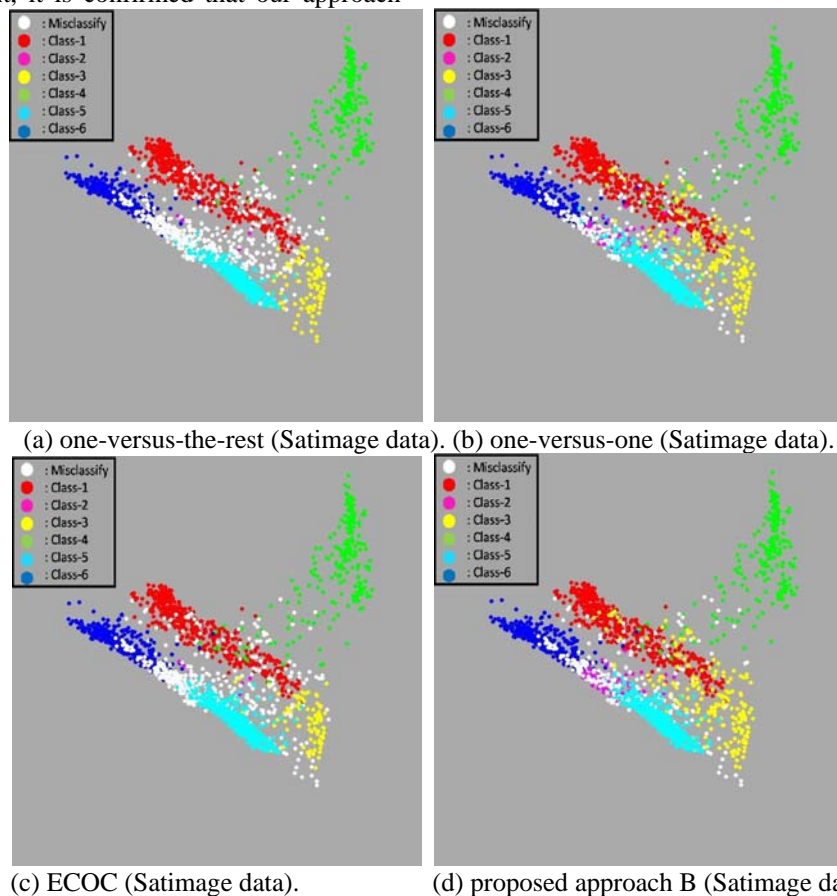 it is confirmed that our approach
: Misclassify
: Class-1
: Class-2
: Class-3
: Class-4
: Class-5
: Class-6
: Misclassify
: Class-1
: Class-2
: Class-3
: Class-4
: Class-5
: Class-6
(a) one-versus-the-rest (Satimage data). (b) one-versus-one (Satimage data).
: Misclassify
: Class-1
: Class-2
: Class-3
: Class-4
: Class-5
: Class-6
: Misclassify
: Class-1
: Class-2
: Class-3
: Class-4
: Class-5
: Class-6
(c) ECOC (Satimage data). (d) proposed approach B (Satimage da